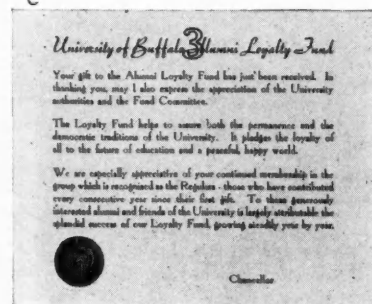 University of Buffalo 3 Alumni Loyalty Fund
Your gift to the Alumni Loyalty Fund has just been received. In
thanking you, may I also express the appreciation of the University
authorities and the Fund Committee.
The Loyalty Fund helps to assure both the permanence and the
democratic traditions of the University. It pledges the loyalty of
all to the future of education and a peaceful, happy world.
We are especially appreciative of your continued membership in the
group which is recognized as the Regulars - those who have contributed
every consecutive year since their first gift. To these generously
interested alumni and friends of the University is largely attributable the
splendid success of our Loyalty Fund, growing steadily year by year.
Chancellor